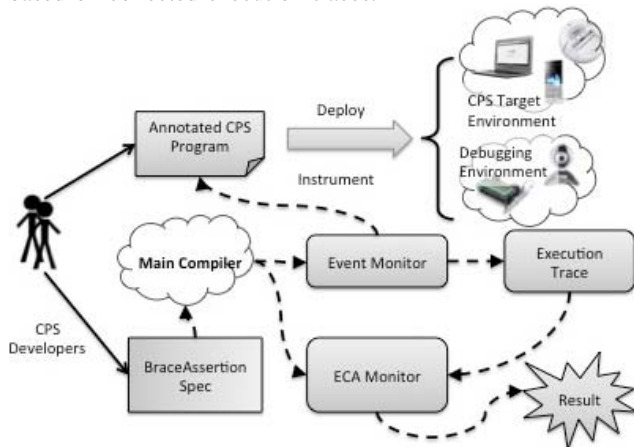 Annotated CPS
Program
Deploy
Instrument
CPS Target
Environment
Debugging
Environment
Main Compiler
Event Monitor
Execution
Trace
CPS
Developers
BraceAssertion
Spec
ECA Monitor
Result